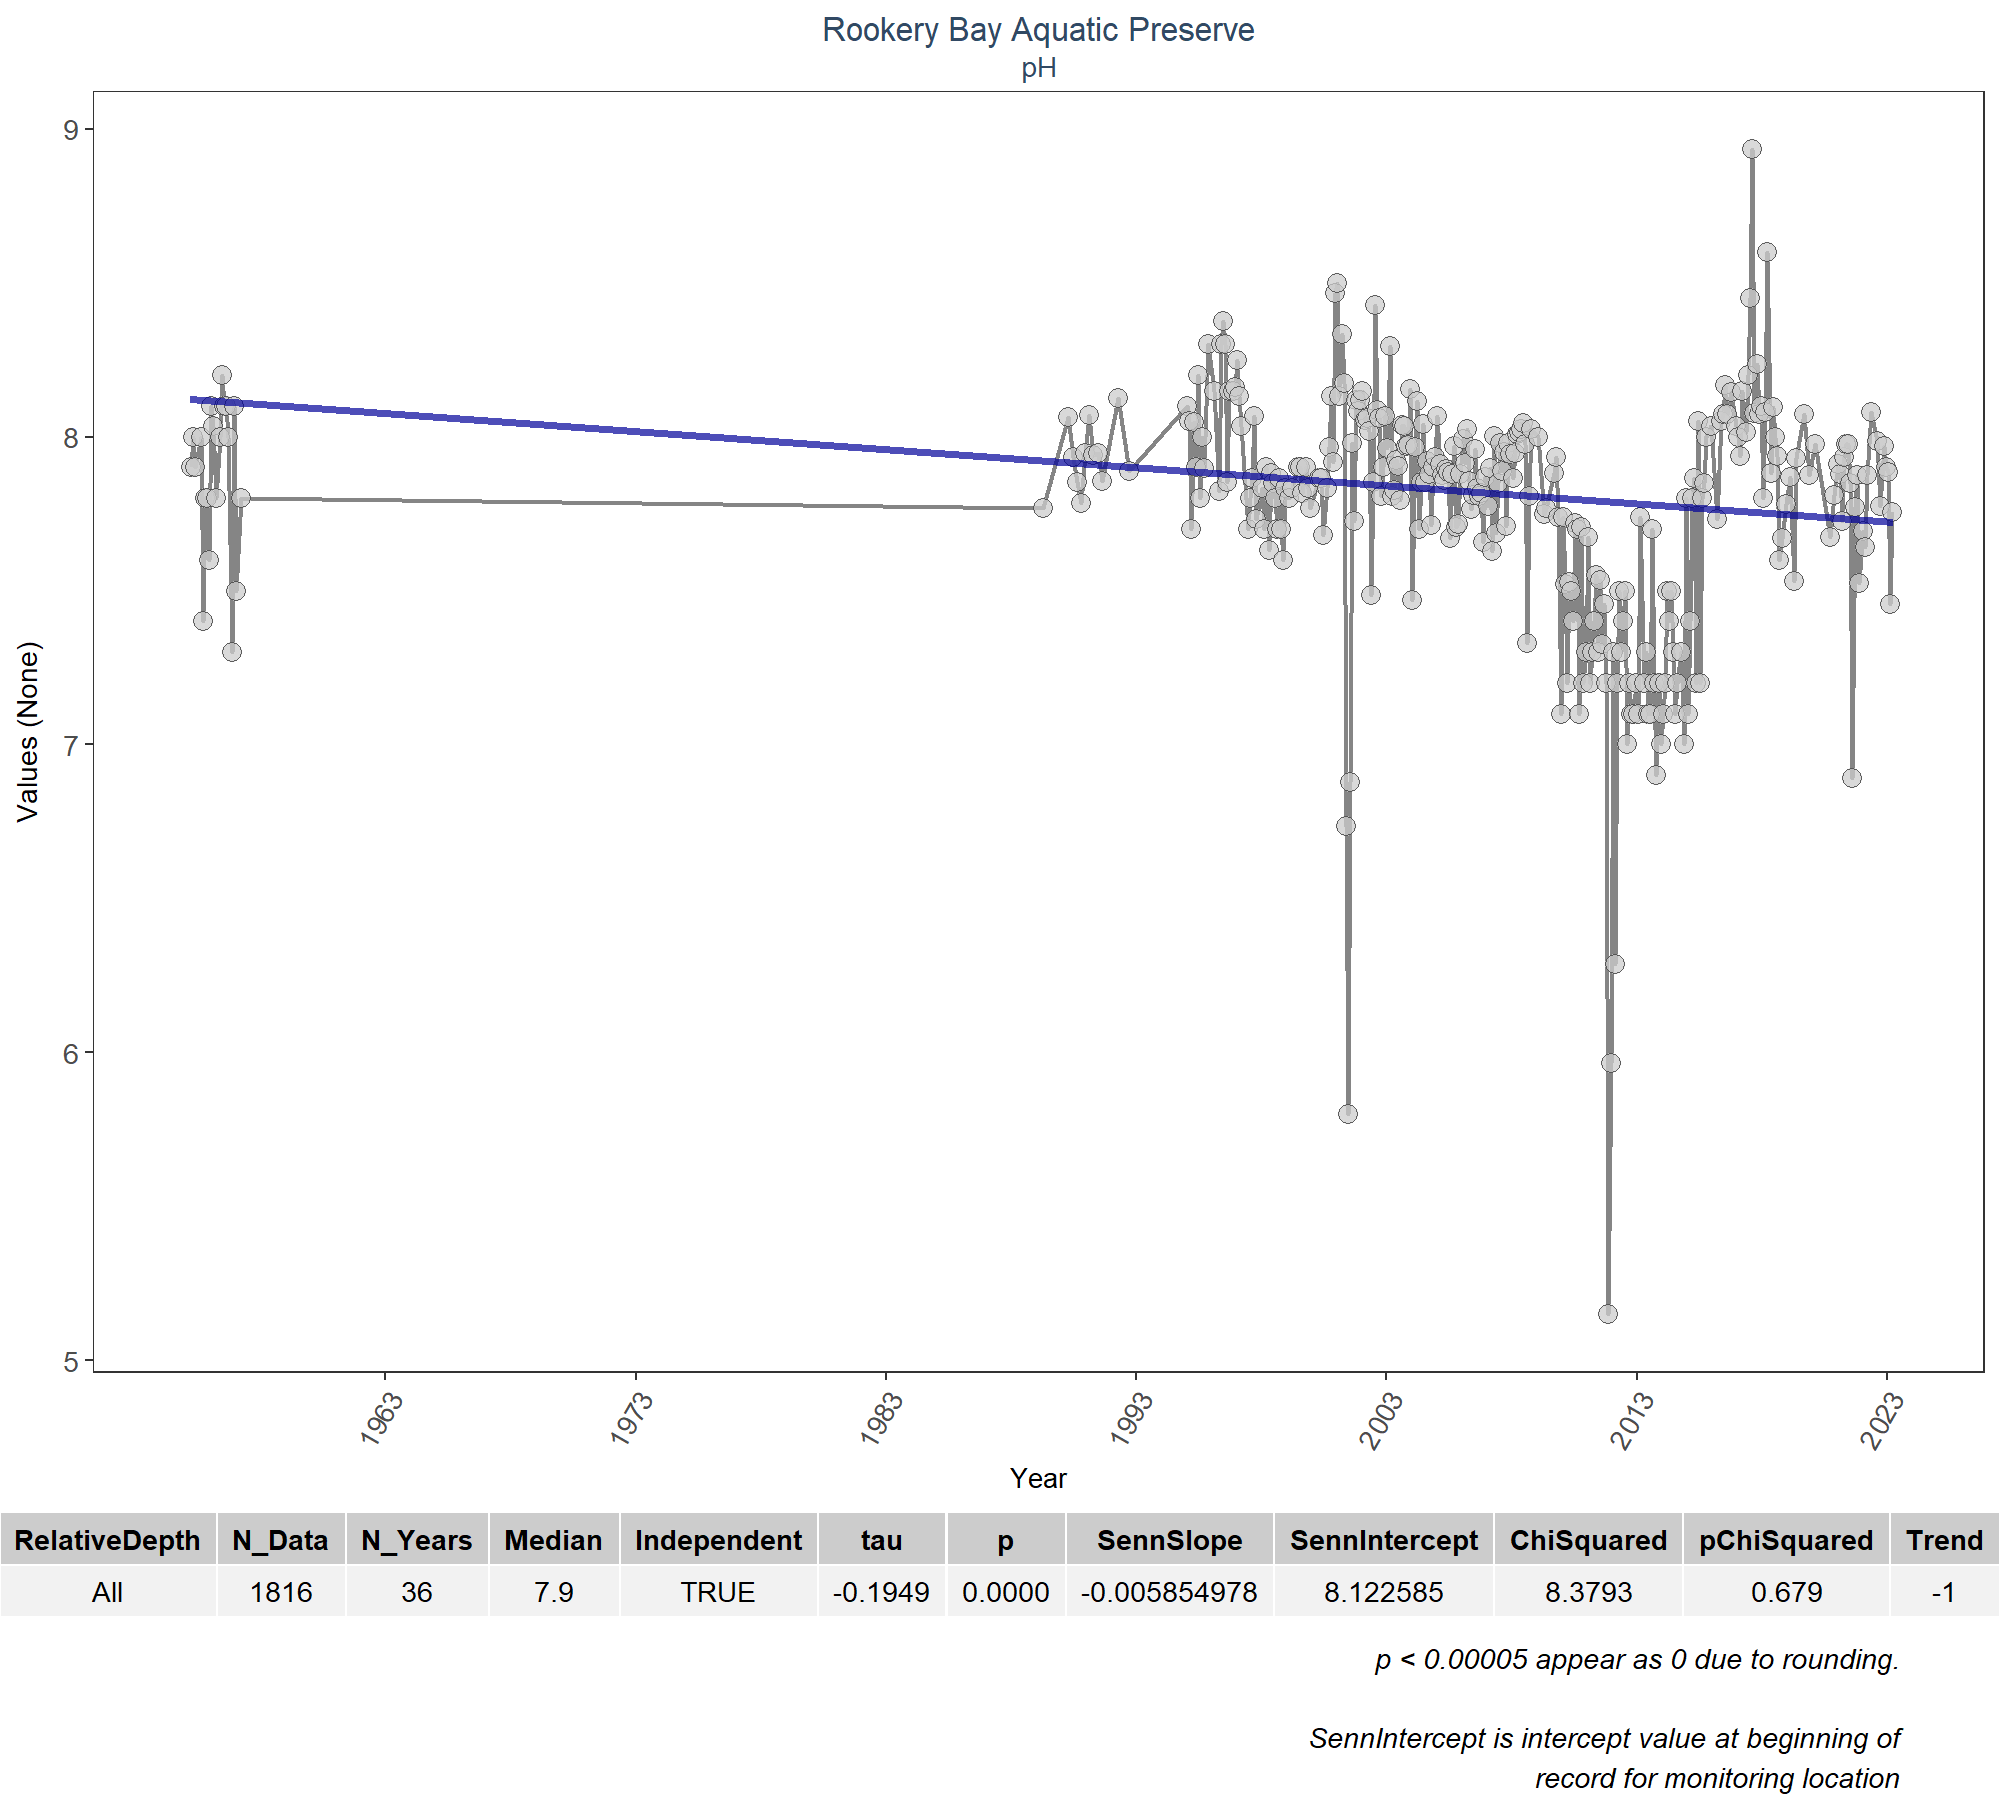 Rookery Bay Aquatic Preserve
pH
9
8
7
6
5
Values (None)
1963
1973
1983
1993
2003
2013
2023
Year
RelativeDepth N_Data N_Years Median Independent tau p SennSlope SennIntercept ChiSquared pChiSquared Trend
All 1816 36 7.9 TRUE -0.1949 0.0000 -0.005854978 8.122585 8.3793 0.679 -1
p < 0.00005 appear as 0 due to rounding.
SennIntercept is intercept value at beginning of
record for monitoring location